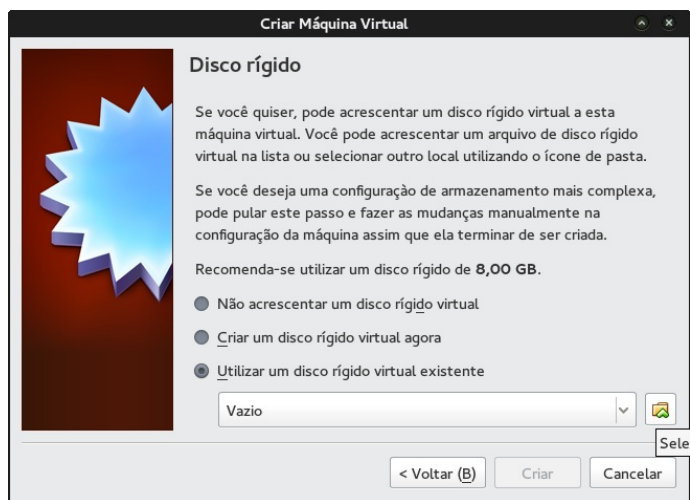 Criar Máquina Virtual
Disco rígido
Se você quiser, pode acrescentar um disco rígido virtual a esta
máquina virtual. Você pode acrescentar um arquivo de disco rígido
virtual na lista ou selecionar outro local utilizando o ícone de pasta.
Se você deseja uma configuraçào de armazenamento mais complexa,
pode pular este passo e fazer as mudanças manualmente na
configuração da máquina assim que ela terminar de ser criada.
Recomenda-se utilizar um disco rígido de 8,00 GB.
Não acrescentar um disco rígido virtual
Criar um disco rígido virtual agora
Utilizar um disco rígido virtual existente
Vazio
Sele
< Voltar (B) Criar Cancelar